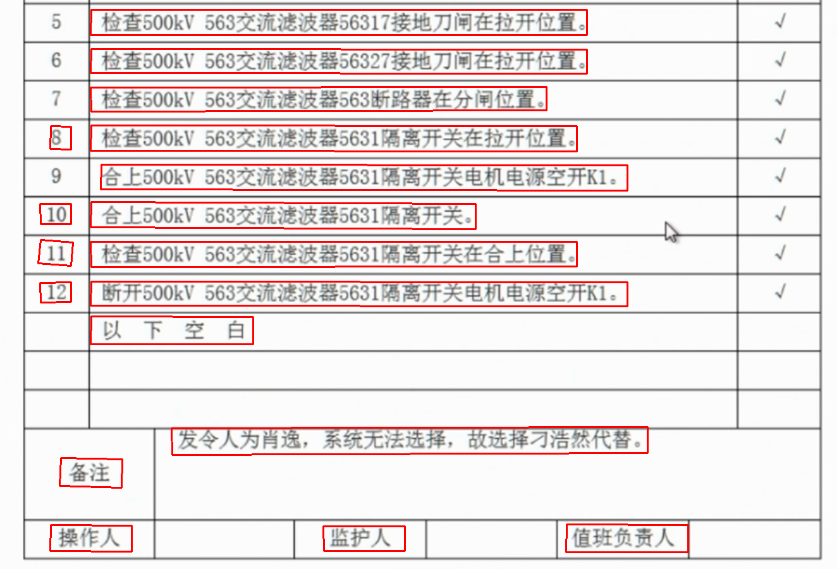 5 检查500kV 563交流滤波器56317接地刀闸在拉开位置。 √
6 检查500kV 563交流滤波器56327接地刀闸在拉开位置。 √
7 检查500kV 563交流滤波器563断路器在分闸位置。 √
8 检查500kV 563交流滤波器5631隔离开关在拉开位置。 √
9 合上500kV 563交流滤波器5631隔离开关电机电源空开K1。 √
10 合上500kV 563交流滤波器5631隔离开关。 √
11 检查500kV 563交流滤波器5631隔离开关在合上位置。 √
12 断开500kV 563交流滤波器5631隔离开关电机电源空开K1。 √
以 下 空 白
发令人为肖逸，系统无法选择，故选择刁浩然代替。
备注
操作人 监护人 值班负责人